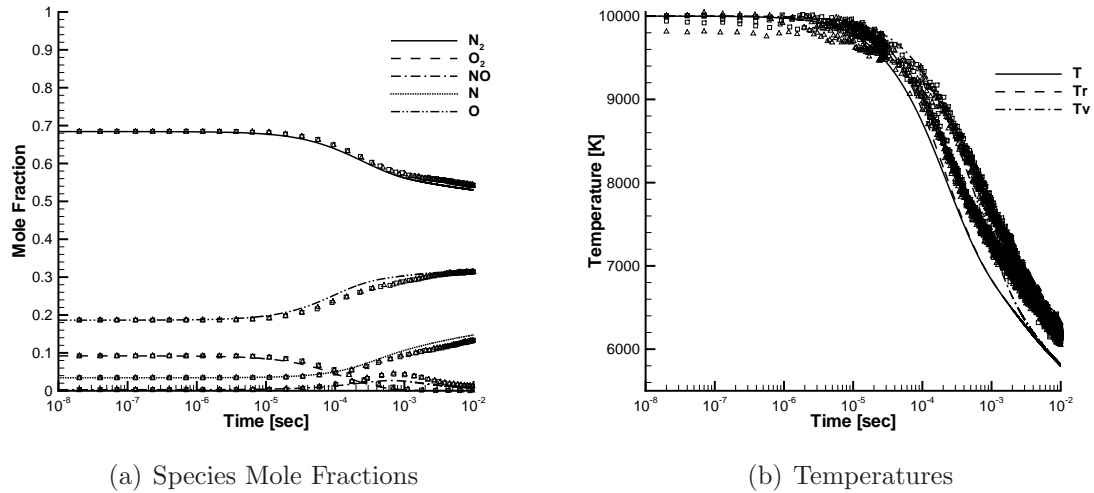 1
0.9
0.8
0.7
0.6
0.5
0.4
0.3
0.2
0.1
0
Mole Fraction
N₂
O₂
NO
N
O
10⁻⁸ 10⁻⁷ 10⁻⁶ 10⁻⁵ 10⁻⁴ 10⁻³ 10⁻²
Time [sec]
(a) Species Mole Fractions
10000
9000
8000
7000
6000
Temperature [K]
T
Tr
Tv
10⁻⁸ 10⁻⁷ 10⁻⁶ 10⁻⁵ 10⁻⁴ 10⁻³ 10⁻²
Time [sec]
(b) Temperatures